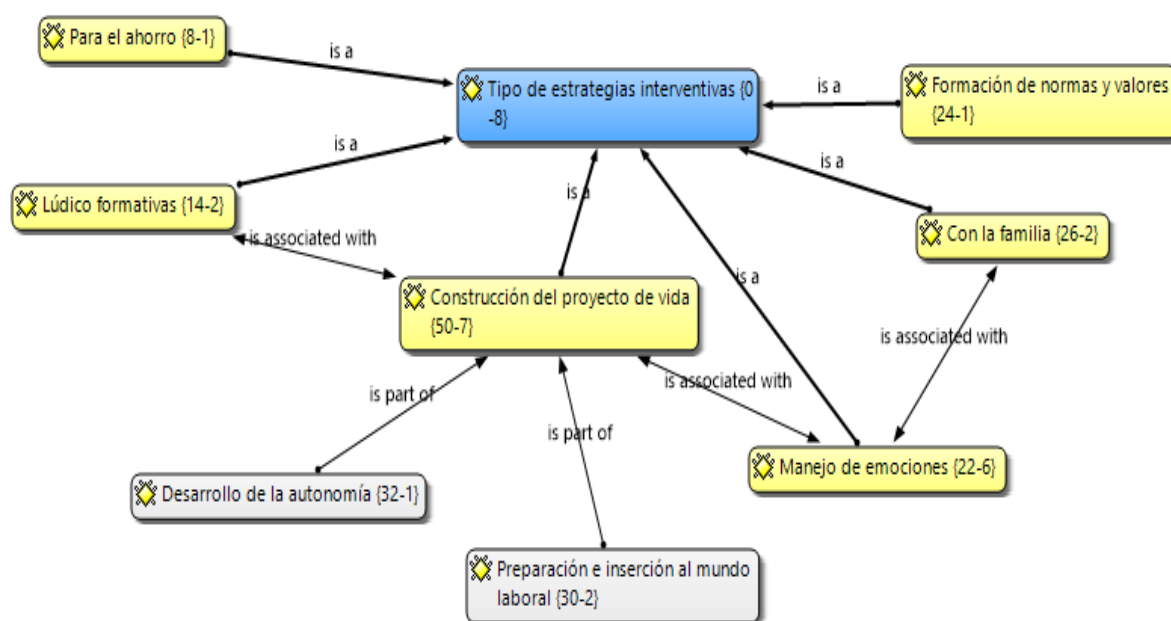 Para el ahorro {8-1}
is a
Tipo de estrategias interventivas {0
-8}
is a
Formación de normas y valores
{24-1}
is a
Lúdico formativas {14-2}
is a
is a
Con la familia {26-2}
is associated with
is a
Construcción del proyecto de vida
{50-7}
is associated with
is associated with
is part of
is part of
Manejo de emociones {22-6}
Desarrollo de la autonomía {32-1}
Preparación e inserción al mundo
laboral {30-2}